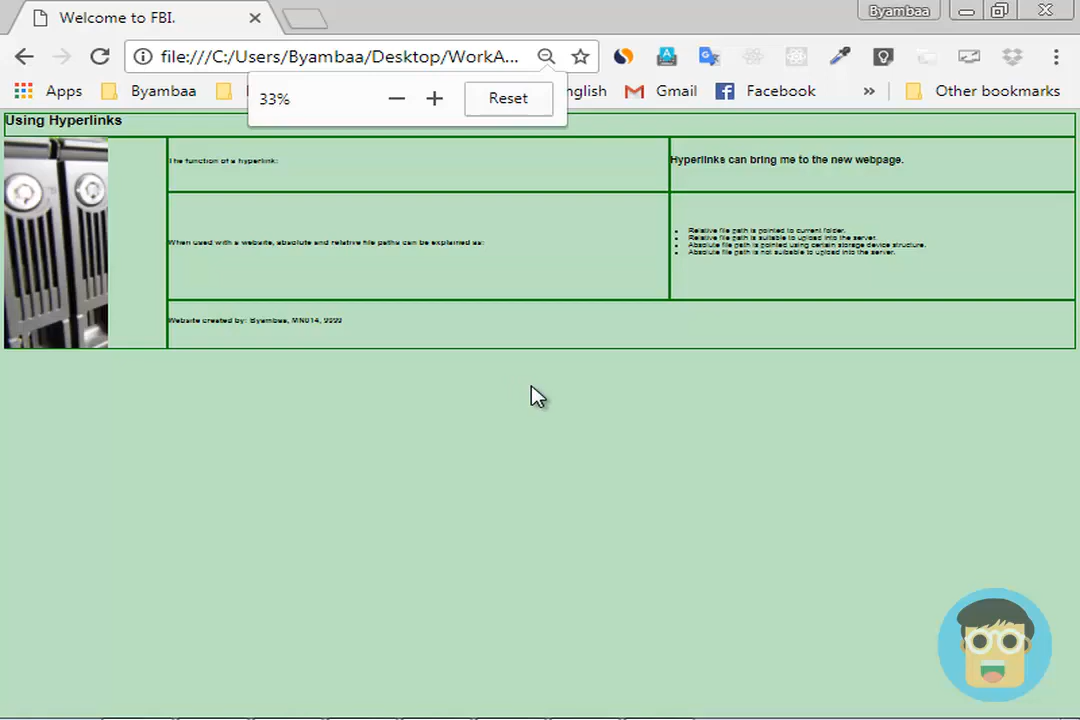 Welcome to FBI.
Byambaa
file:///C:/Users/Byambaa/Desktop/WorkA...
Apps Byambaa nglish Gmail Facebook » Other bookmarks
33% Reset
Using Hyperlinks
The function of a hyperlink:
Hyperlinks can bring me to the new webpage.
When used with a website, absolute and relative file paths can be explained as:
Relative file path is pointed to current folder.
Relative file path is suitable to upload into the server.
Absolute file path is pointed using certain storage device structure.
Absolute file path is not suitable to upload into the server.
Website created by: Byambaa, MN014, 9999